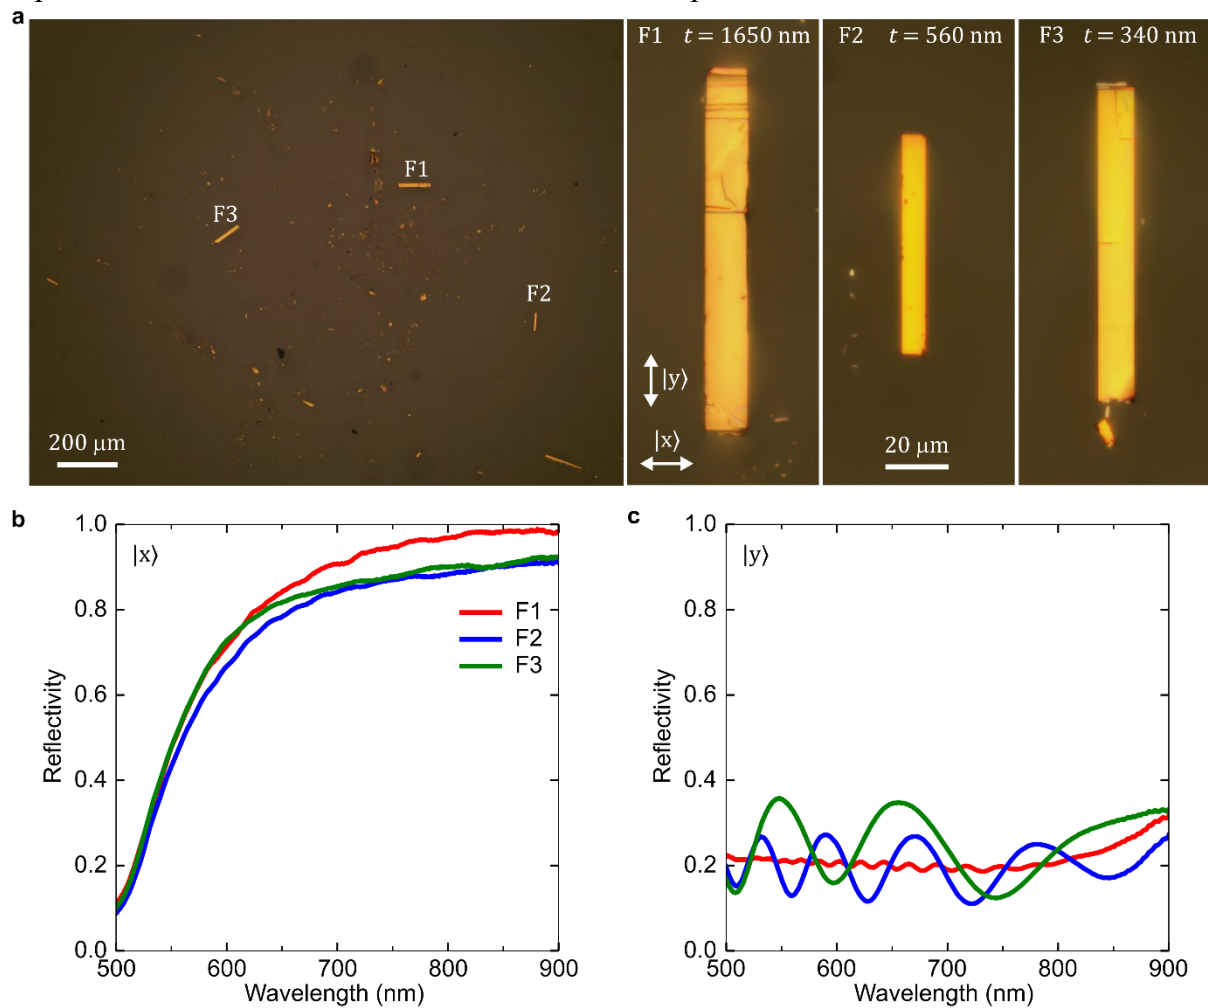 a
F1 t = 1650 nm
F2 t = 560 nm
F3 t = 340 nm
F1
F3
F2
|y⟩
|x⟩
200 μm
20 μm
b
|x⟩
F1
F2
F3
Reflectivity
1.0
0.8
0.6
0.4
0.2
0.0
500 600 700 800 900
Wavelength (nm)
c
|y⟩
Reflectivity
1.0
0.8
0.6
0.4
0.2
0.0
500 600 700 800 900
Wavelength (nm)